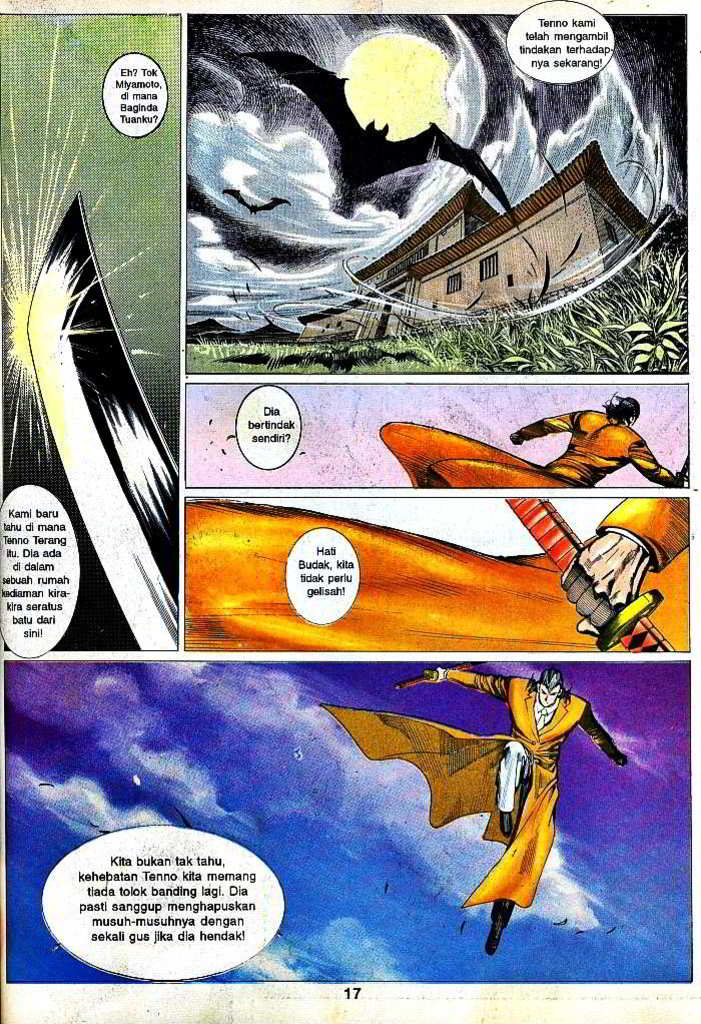 Eh? Tok
Miyamoto,
di mana
Baginda
Tuanku?
Kami baru
tahu di mana
Tenno Terang
itu. Dia ada
di dalam
sebuah rumah
kediaman kira-
kira seratus
batu dari
sini!
Tenno kami
telah mengambil
tindakan terhadap-
nya sekarang!
Dia
bertindak
sendiri?
Hati
Budak, kita
tidak perlu
gelisah!
Kita bukan tak tahu,
kehebatan Tenno kita memang
tiada tolok banding lagi. Dia
pasti sanggup menghapuskan
musuh-musuhnya dengan
sekali gus jika dia hendak!
17